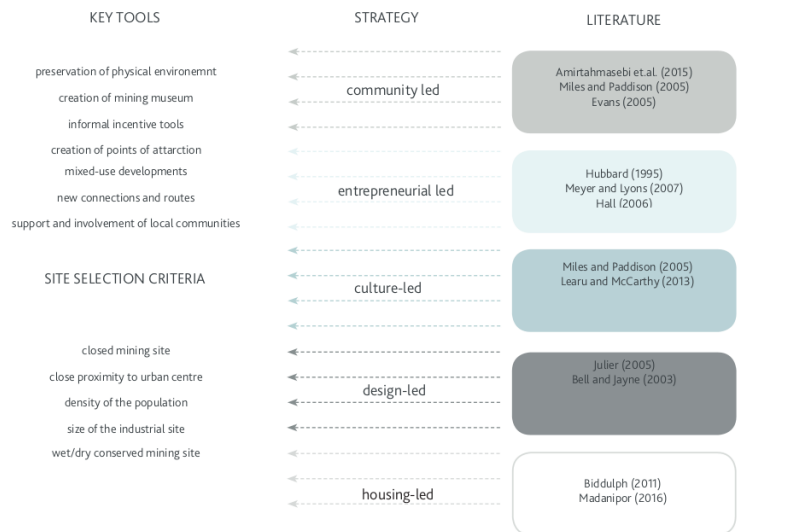 KEY TOOLS
preservation of physical environemnt
creation of mining museum
informal incentive tools
creation of points of attarction
mixed-use developments
new connections and routes
support and involvement of local communities
SITE SELECTION CRITERIA
closed mining site
close proximity to urban centre
density of the population
size of the industrial site
wet/dry conserved mining site
STRATEGY
community led
entrepreneurial led
culture-led
design-led
housing-led
LITERATURE
Amirtahmasebi et.al. (2015)
Miles and Paddison (2005)
Evans (2005)
Hubbard (1995)
Meyer and Lyons (2007)
Hall (2006)
Miles and Paddison (2005)
Learu and McCarthy (2013)
Julier (2005)
Bell and Jayne (2003)
Biddulph (2011)
Madanipor (2016)